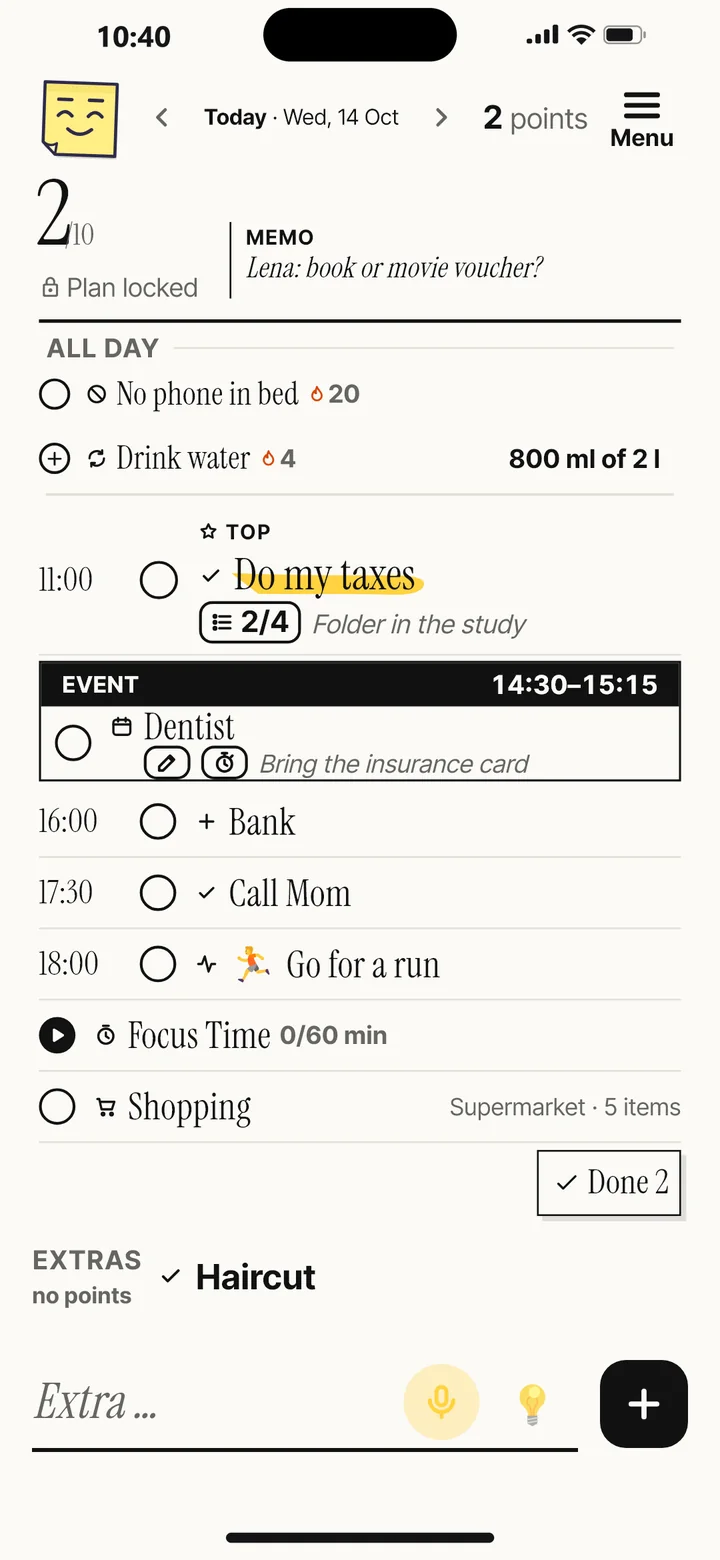 10:40
Today · Wed, 14 Oct
2 points
Menu
2/10
Plan locked
MEMO
Lena: book or movie voucher?
ALL DAY
No phone in bed 20
Drink water 4 800 ml of 2 l
TOP
11:00 Do my taxes
2/4 Folder in the study
EVENT 14:30–15:15
Dentist
Bring the insurance card
16:00 + Bank
17:30 Call Mom
18:00 Go for a run
Focus Time 0/60 min
Shopping Supermarket · 5 items
Done 2
EXTRAS
no points
Haircut
Extra ...